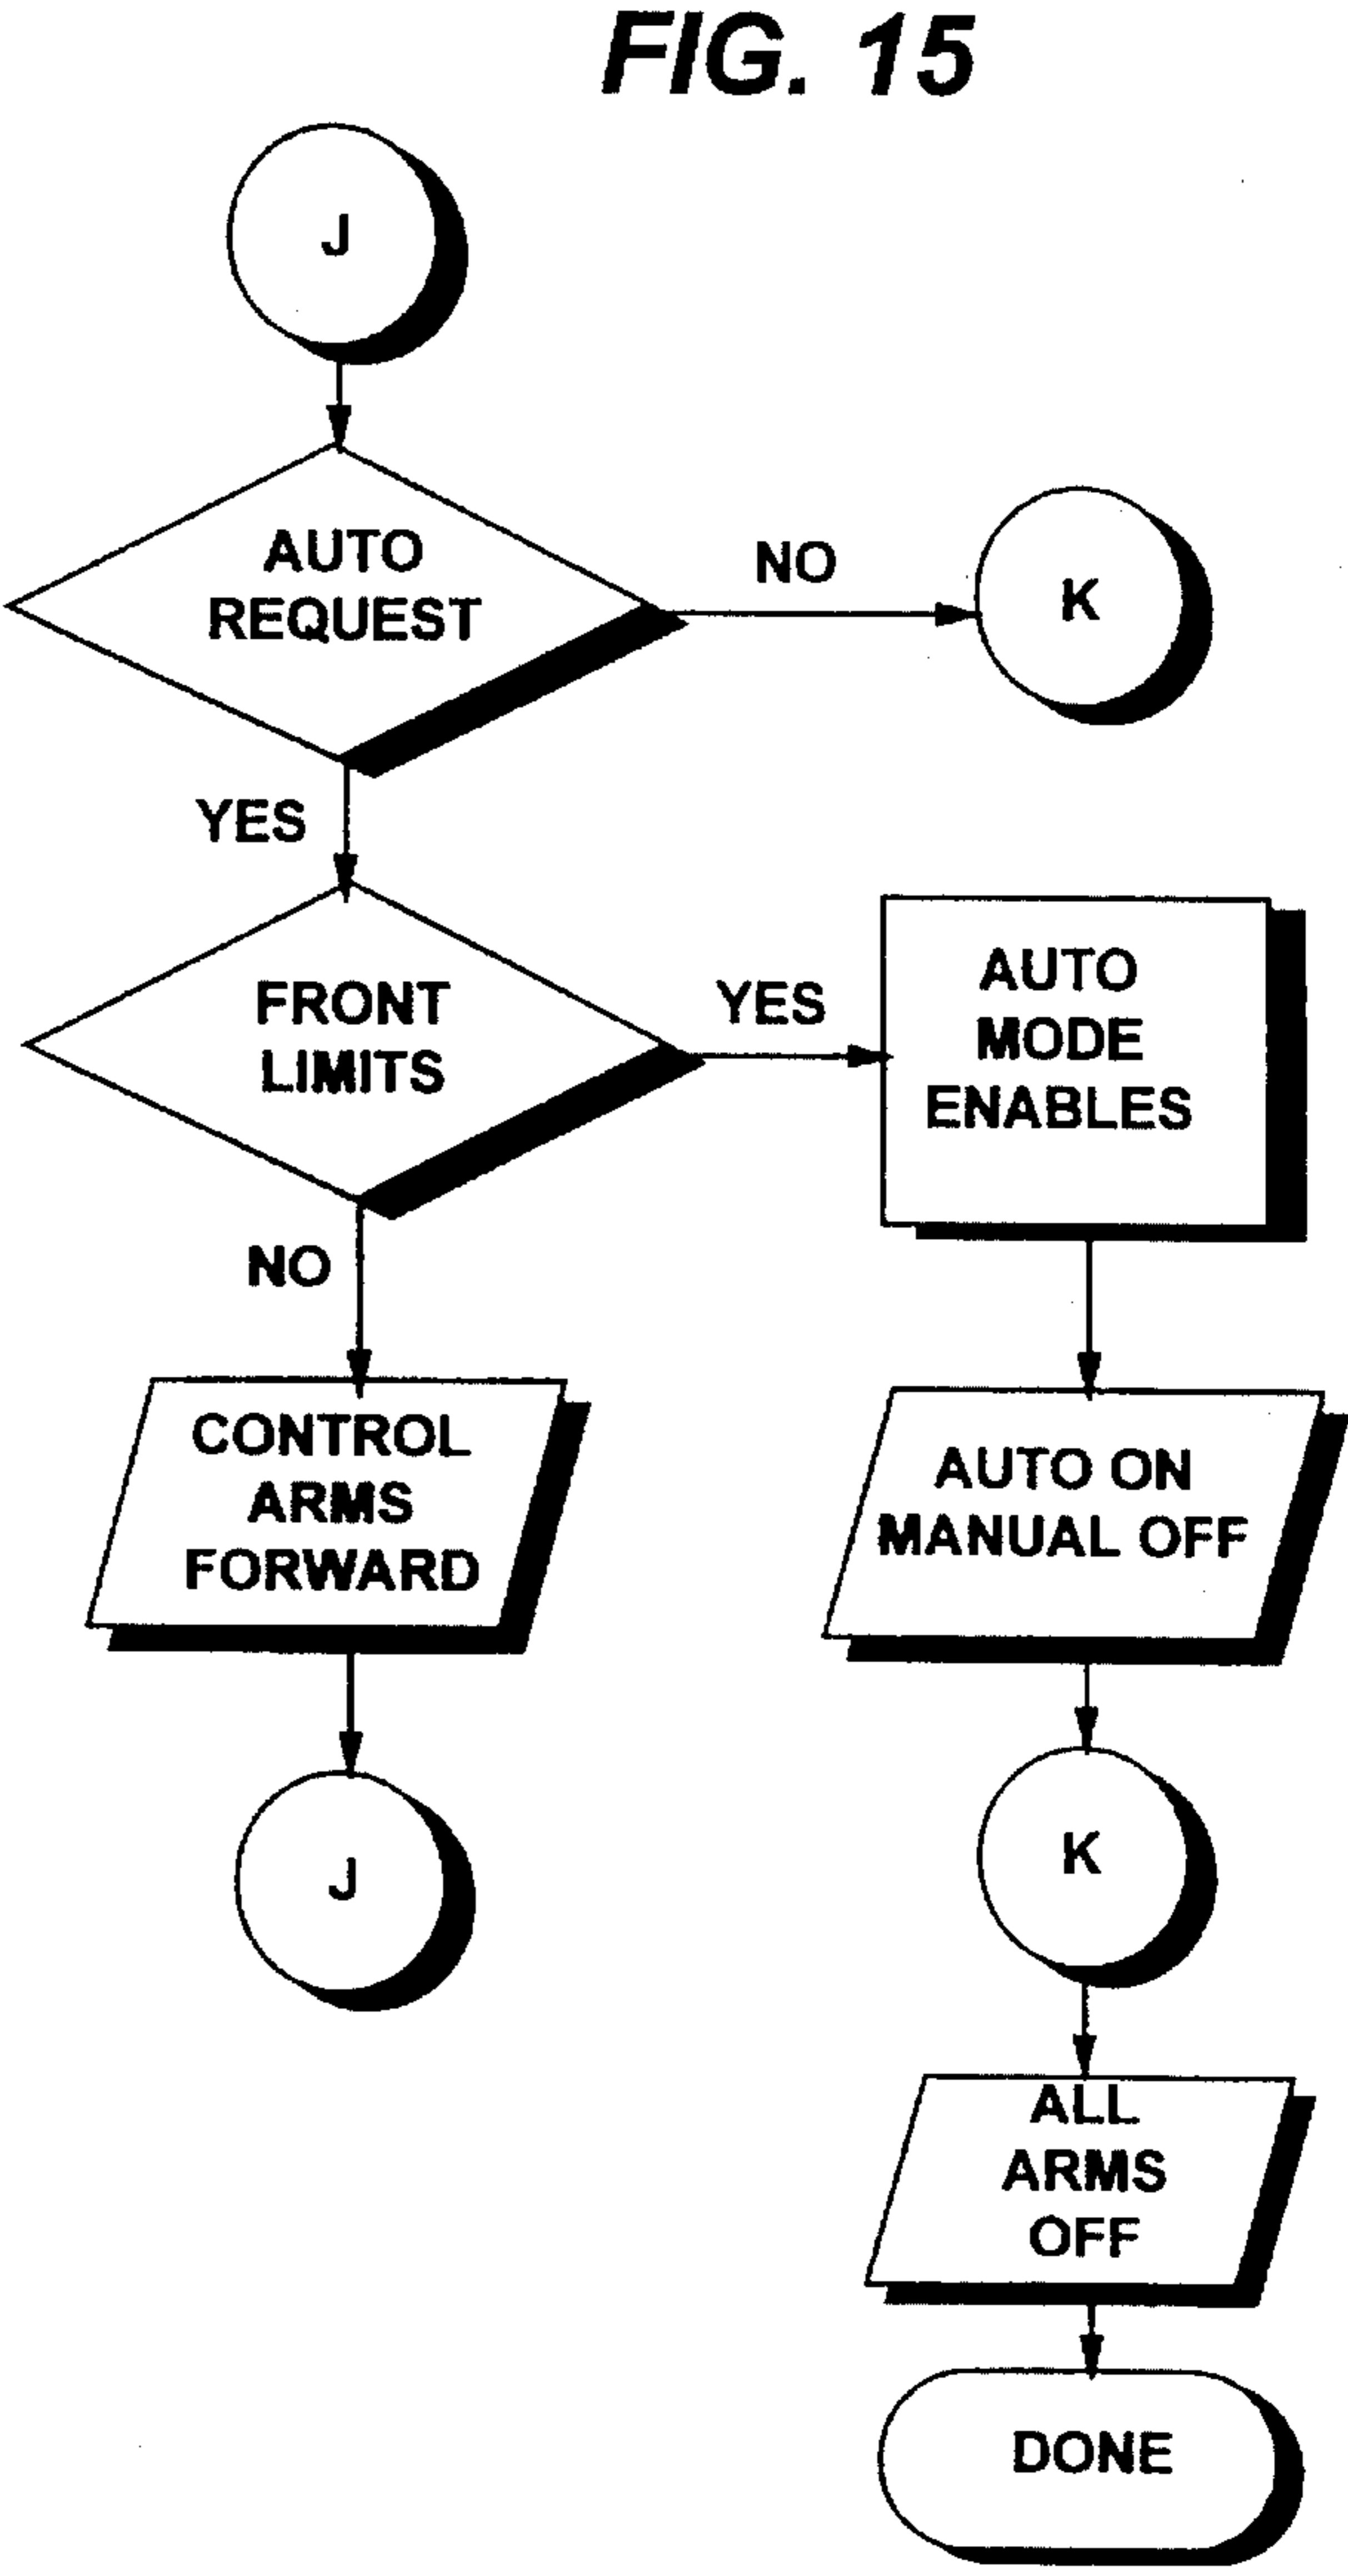 FIG. 15
J
AUTO
REQUEST
NO
K
YES
FRONT
LIMITS
YES
AUTO
MODE
ENABLES
NO
CONTROL
ARMS
FORWARD
AUTO ON
MANUAL OFF
J
K
ALL
ARMS
OFF
DONE